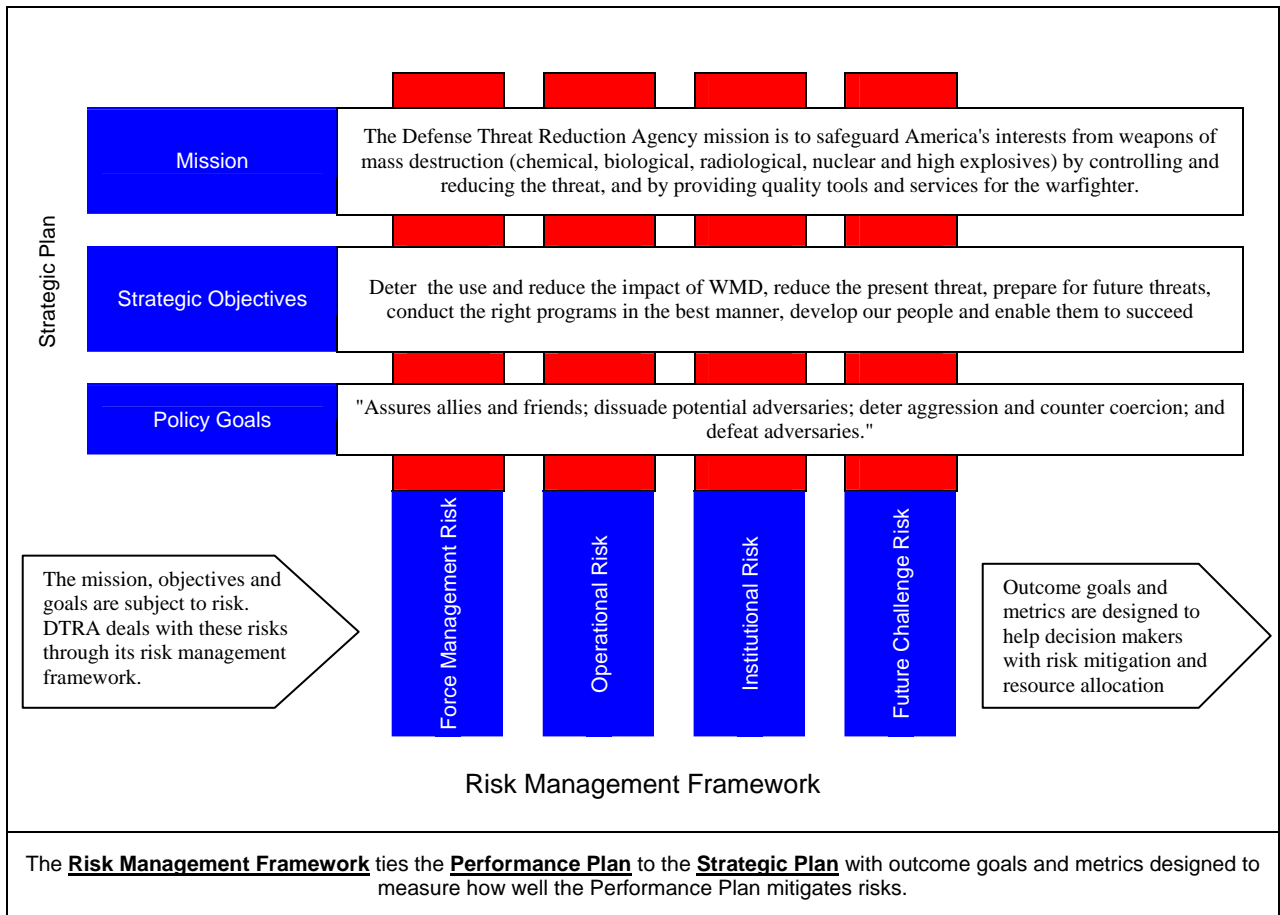 Strategic Plan
Mission
The Defense Threat Reduction Agency mission is to safeguard America's interests from weapons of
mass destruction (chemical, biological, radiological, nuclear and high explosives) by controlling and
reducing the threat, and by providing quality tools and services for the warfighter.
Strategic Objectives
Deter the use and reduce the impact of WMD, reduce the present threat, prepare for future threats,
conduct the right programs in the best manner, develop our people and enable them to succeed
Policy Goals
"Assures allies and friends; dissuade potential adversaries; deter aggression and counter coercion; and
defeat adversaries."
The mission, objectives and
goals are subject to risk.
DTRA deals with these risks
through its risk management
framework.
Force Management Risk
Operational Risk
Institutional Risk
Future Challenge Risk
Outcome goals and
metrics are designed to
help decision makers
with risk mitigation and
resource allocation
Risk Management Framework
The Risk Management Framework ties the Performance Plan to the Strategic Plan with outcome goals and metrics designed to
measure how well the Performance Plan mitigates risks.